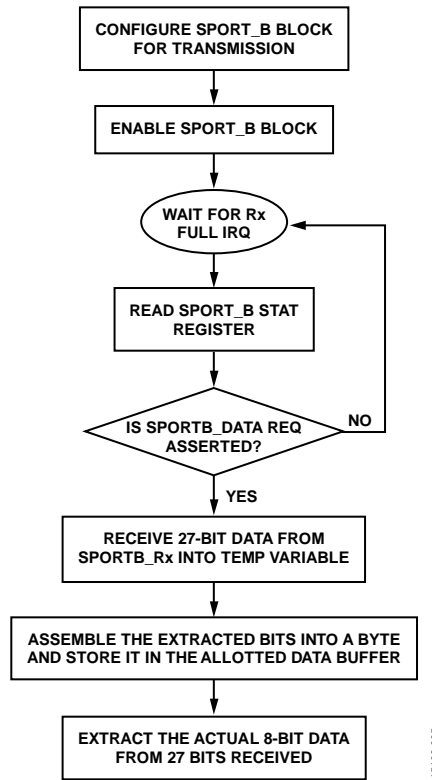 CONFIGURE SPORT_B BLOCK
FOR TRANSMISSION
ENABLE SPORT_B BLOCK
WAIT FOR Rx
FULL IRQ
READ SPORT_B STAT
REGISTER
IS SPORTB_DATA REQ
ASSERTED?
NO
YES
RECEIVE 27-BIT DATA FROM
SPORTB_Rx INTO TEMP VARIABLE
ASSEMBLE THE EXTRACTED BITS INTO A BYTE
AND STORE IT IN THE ALLOTTED DATA BUFFER
EXTRACT THE ACTUAL 8-BIT DATA
FROM 27 BITS RECEIVED